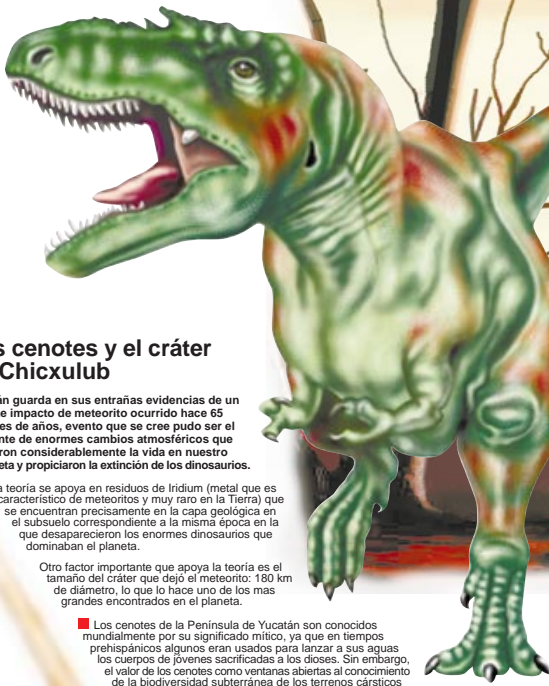 s cenotes y el cráter
Chicxulub
án guarda en sus entrañas evidencias de un
e impacto de meteorito ocurrido hace 65
es de años, evento que se cree pudo ser el
nte de enormes cambios atmosféricos que
ron considerablemente la vida en nuestro
eta y propiciaron la extinción de los dinosaurios.
a teoría se apoya en residuos de Iridium (metal que es
característico de meteoritos y muy raro en la Tierra) que
se encuentran precisamente en la capa geológica en
el subsuelo correspondiente a la misma época en la
que desaparecieron los enormes dinosaurios que
dominaban el planeta.
Otro factor importante que apoya la teoría es el
tamaño del cráter que dejó el meteorito: 180 km
de diámetro, lo que lo hace uno de los mas
grandes encontrados en el planeta.
Los cenotes de la Península de Yucatán son conocidos
mundialmente por su significado mítico, ya que en tiempos
prehispánicos algunos eran usados para lanzar a sus aguas
los cuerpos de jóvenes sacrificadas a los dioses. Sin embargo,
el valor de los cenotes como ventanas abiertas al conocimiento
de la biodiversidad subterránea de los terrenos cársticos